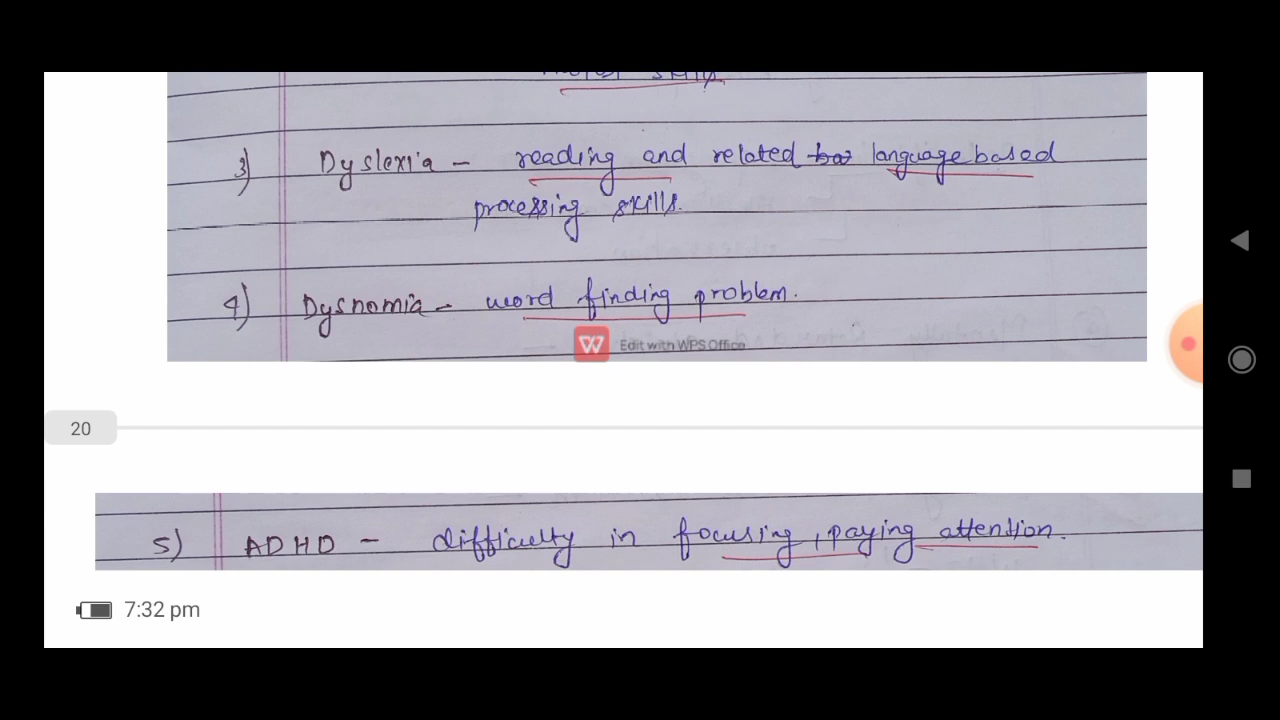 3) Dyslexia - reading and related language based
processing skills.
4) Dysnomia - word finding problem.
Edit with WPS Office
20
5) ADHD - difficulty in focusing, paying attention.
7:32 pm